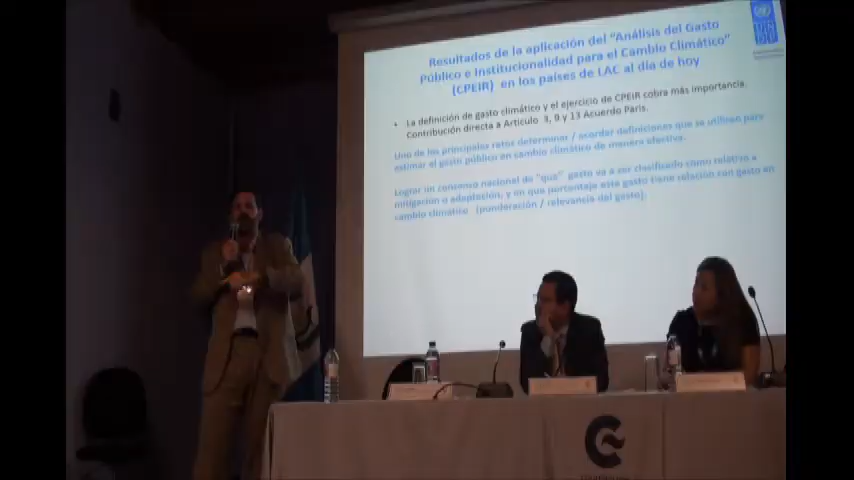 Resultados de la aplicación del "Análisis del Gasto
Público e Institucionalidad para el Cambio Climático"
(CPEIR) en los países de LAC al día de hoy
• La definición de gasto climático y el ejercicio de CPEIR cobra más importancia.
Contribución directa a Artículo 3, 9 y 13 Acuerdo París.
Uno de los principales retos determinar / acordar definiciones que se utilizan para
estimar el gasto público en cambio climático de manera efectiva.
Lograr un consenso nacional de "que" gasto va a ser clasificado como relativo a
mitigación o adaptación, y en que porcentaje este gasto tiene relación con gasto en
cambio climático (ponderación / relevancia del gasto).